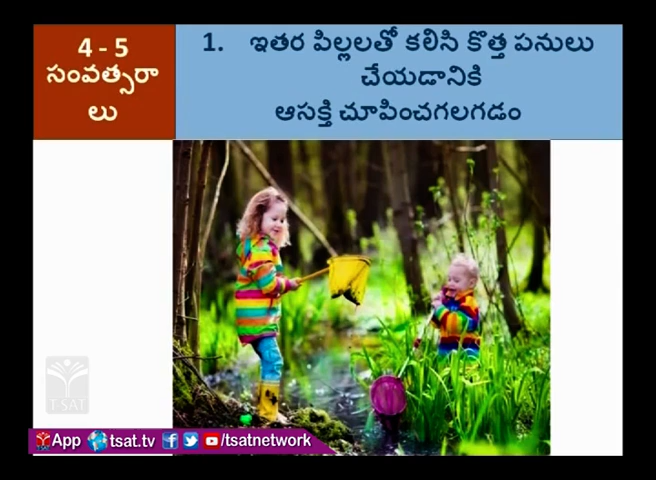 4 - 5
సంవత్సరా
లు
1. ఇతర పిల్లలతో కలిసి కొత్త పనులు
చేయడానికి
ఆసక్తి చూపించగలగడం
T-SAT
App tsat.tv /tsatnetwork